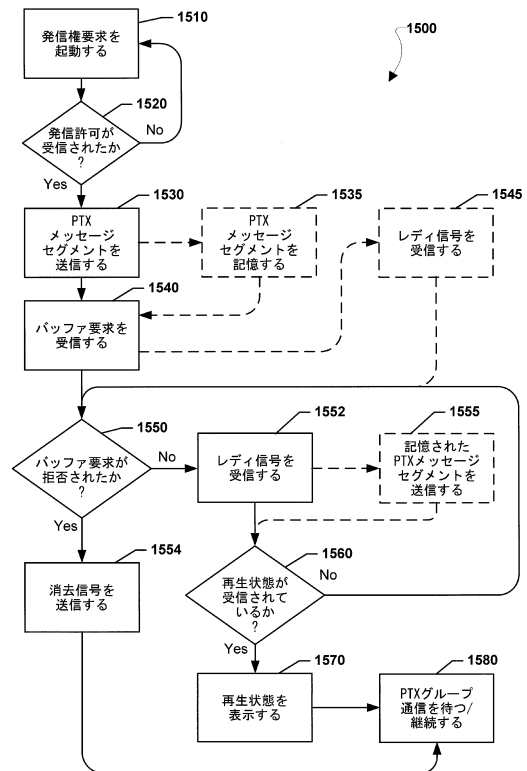 1510
発信権要求を
起動する
1500
1520
発信許可が
受信されたか
?
No
Yes
1530
PTX
メッセージ
セグメントを
送信する
1535
PTX
メッセージ
セグメントを
記憶する
1545
レディ信号を
受信する
1540
バッファ要求を
受信する
1550
バッファ要求が
拒否されたか
?
No
Yes
1552
レディ信号を
受信する
1555
記憶された
PTXメッセージ
セグメントを
送信する
1554
消去信号を
送信する
1560
再生状態が
受信されて
いるか
?
No
Yes
1570
再生状態を
表示する
1580
PTXグループ
通信を待つ/
継続する